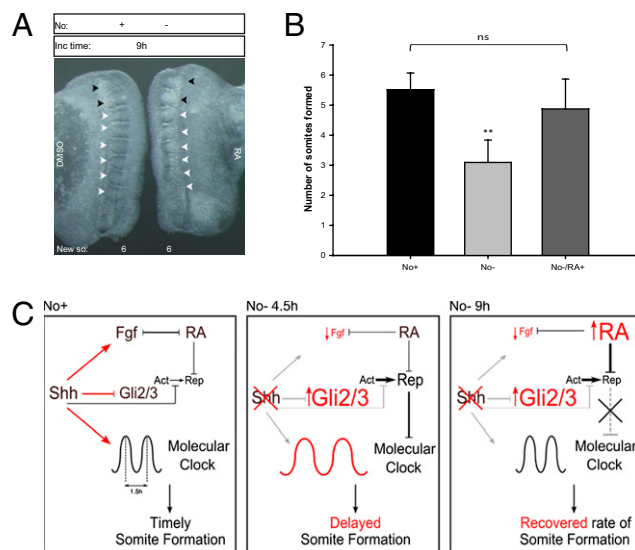 A
No: + -
Inc time: 9h
DMSO
RA
New so: 6 6
B
Number of somites formed
7
6
5
4
3
2
1
0
ns
**
No+ No- No-/RA+
C
No+
Fgf RA
Act Rep
Shh Gli2/3
1.5h
Molecular
Clock
Timely
Somite Formation
No- 4.5h
Fgf RA
Act Rep
Shh Gli2/3
Molecular
Clock
Delayed
Somite Formation
No- 9h
Fgf RA
Act Rep
Shh Gli2/3
Molecular
Clock
Recovered rate of
Somite Formation